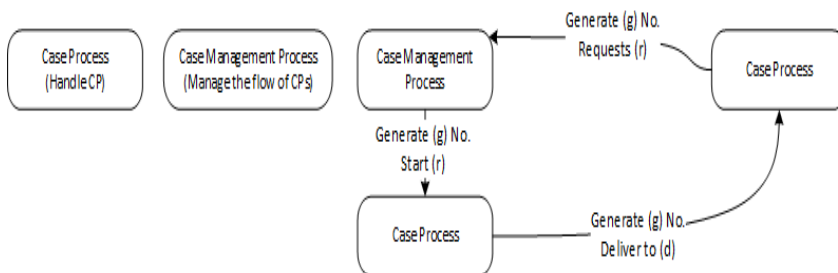 Case Process
(Handle CP)
Case Management Process
(Manage the flow of CPs)
Case Management
Process
Generate (g) No.
Requests (r)
Case Process
Generate (g) No.
Start (r)
Case Process
Generate (g) No.
Deliver to (d)